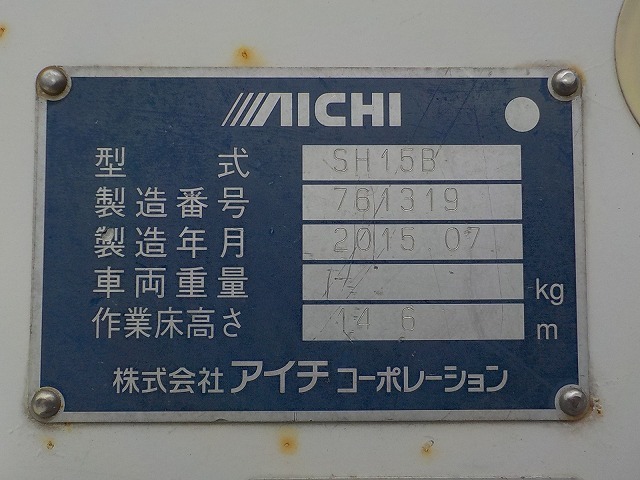 AICHI
型 式 SH15B
製造番号 761319
製造年月 2015.07
車両重量 kg
作業床高さ 14.6 m
株式会社 アイチ コーポレーション